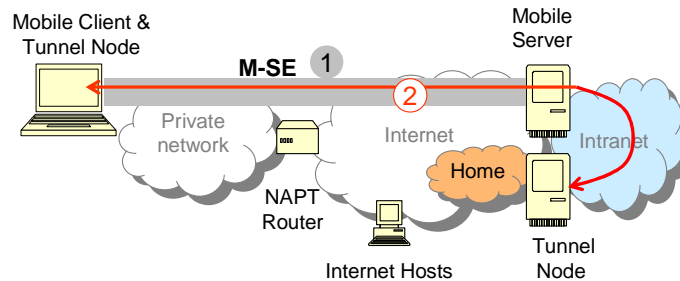 Mobile Client &
Tunnel Node
Mobile
Server
M-SE 1
2
Private
network
Internet
Intranet
Home
NAPT
Router
Internet Hosts
Tunnel
Node